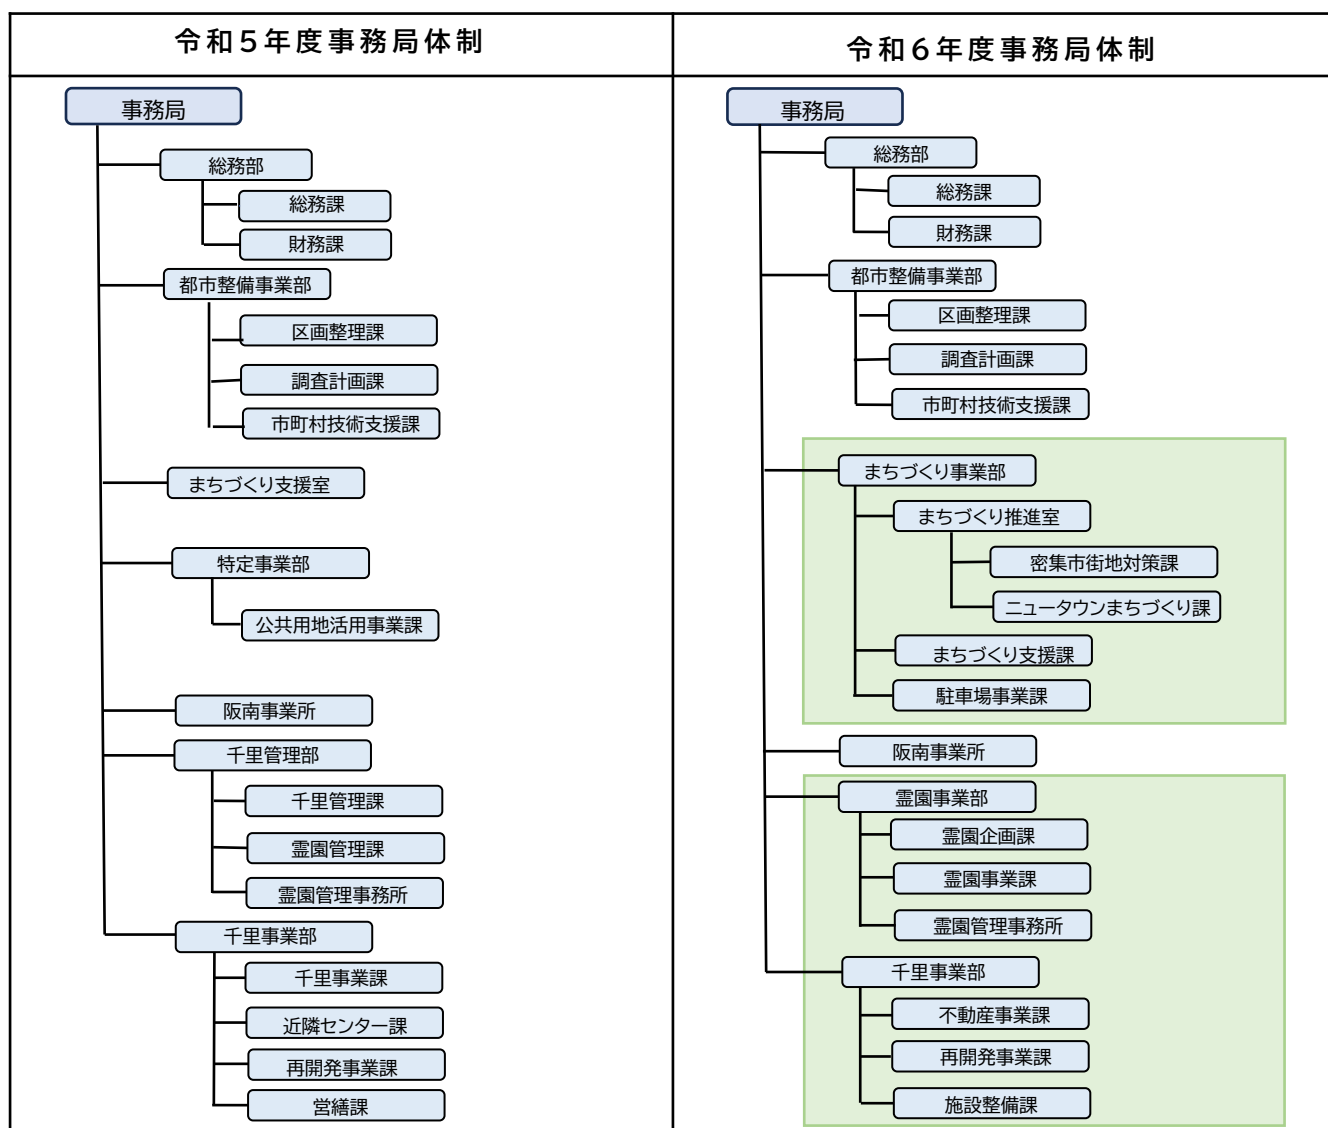 令和5年度事務局体制
事務局
総務部
総務課
財務課
都市整備事業部
区画整理課
調査計画課
市町村技術支援課
まちづくり支援室
特定事業部
公共用地活用事業課
阪南事業所
千里管理部
千里管理課
霊園管理課
霊園管理事務所
千里事業部
千里事業課
近隣センター課
再開発事業課
営繕課
令和6年度事務局体制
事務局
総務部
総務課
財務課
都市整備事業部
区画整理課
調査計画課
市町村技術支援課
まちづくり事業部
まちづくり推進室
密集市街地対策課
ニュータウンまちづくり課
まちづくり支援課
駐車場事業課
阪南事業所
霊園事業部
霊園企画課
霊園事業課
霊園管理事務所
千里事業部
不動産事業課
再開発事業課
施設整備課